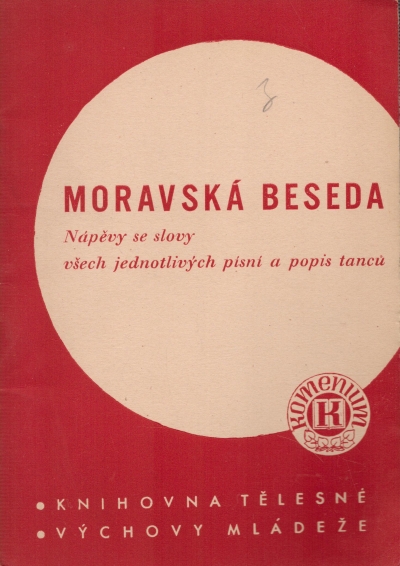 MORAVSKÁ BESEDA
Nápěvy se slovy
všech jednotlivých písní a popis tanců
KOMENIUM
K
• KNIHOVNA TĚLESNÉ
• VÝCHOVY MLÁDEŽE